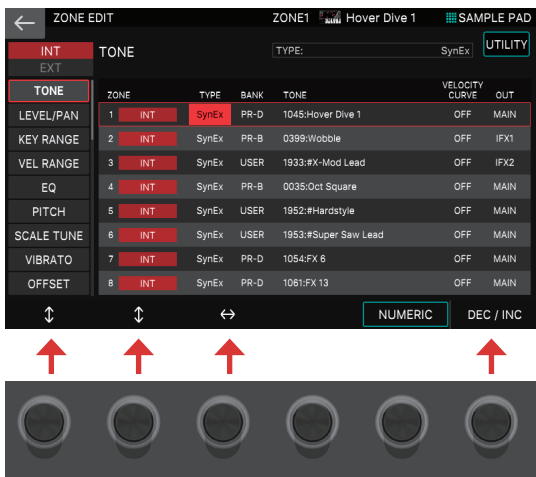 ZONE EDIT ZONE1 Hover Dive 1 SAMPLE PAD
INT TONE TYPE: SynEx UTILITY
EXT
TONE ZONE TYPE BANK TONE VELOCITY CURVE OUT
LEVEL/PAN 1 INT SynEx PR-D 1045:Hover Dive 1 OFF MAIN
KEY RANGE 2 INT SynEx PR-B 0399:Wobble OFF IFX1
VEL RANGE 3 INT SynEx USER 1933:#X-Mod Lead OFF IFX2
EQ 4 INT SynEx PR-B 0035:Oct Square OFF MAIN
PITCH 5 INT SynEx USER 1952:#Hardstyle OFF MAIN
SCALE TUNE 6 INT SynEx USER 1953:#Super Saw Lead OFF MAIN
VIBRATO 7 INT SynEx PR-D 1054:FX 6 OFF MAIN
OFFSET 8 INT SynEx PR-D 1061:FX 13 OFF MAIN
NUMERIC DEC / INC